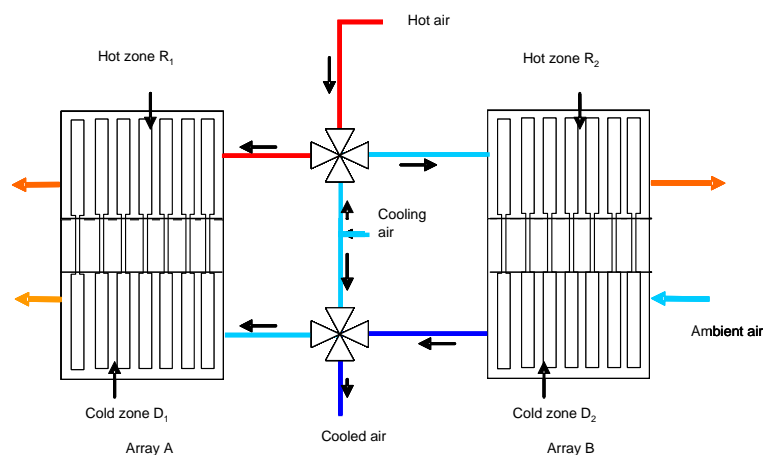 Hot air
Hot zone R₁
Hot zone R₂
Cooling
air
Ambient air
Cold zone D₁
Cold zone D₂
Cooled air
Array A
Array B